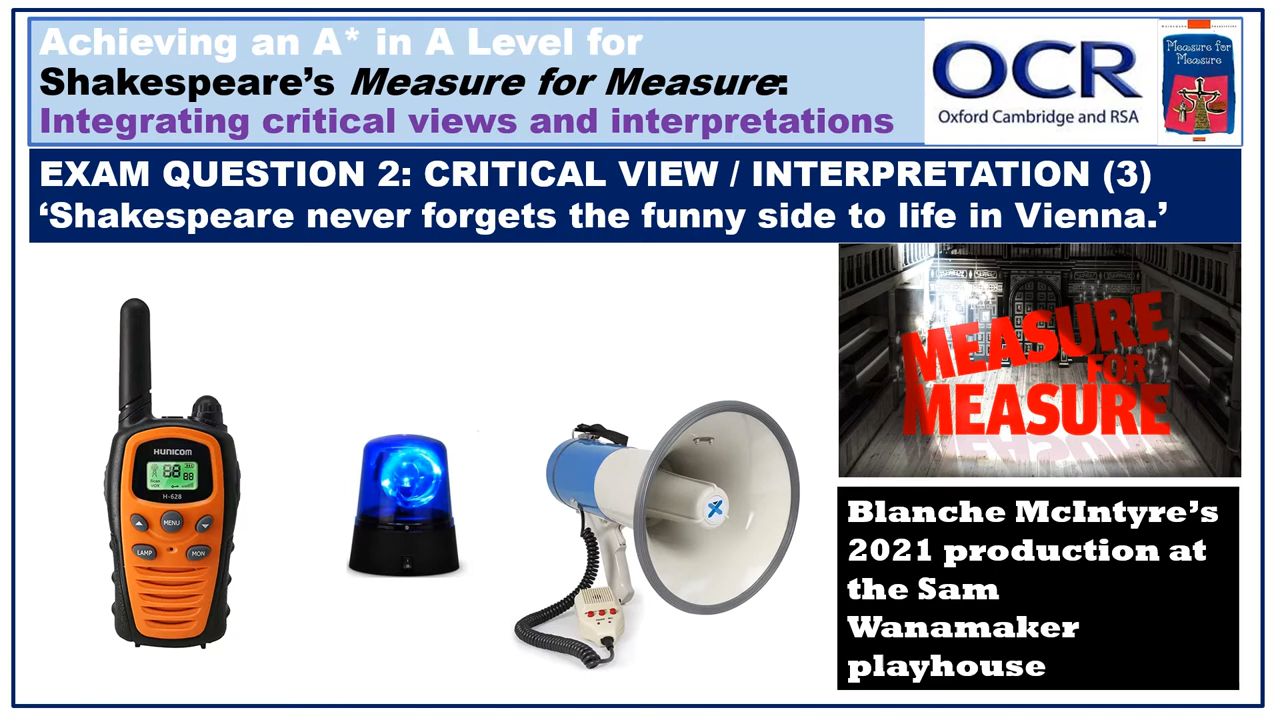 Achieving an A* in A Level for
Shakespeare's Measure for Measure:
Integrating critical views and interpretations
OCR
Oxford Cambridge and RSA
Measure for
Measure
EXAM QUESTION 2: CRITICAL VIEW / INTERPRETATION (3)
‘Shakespeare never forgets the funny side to life in Vienna.’
HUNICOM
H-628
MENU
LAMP
MON
MEASURE
FOR
MEASURE
Blanche McIntyre's
2021 production at
the Sam
Wanamaker
playhouse